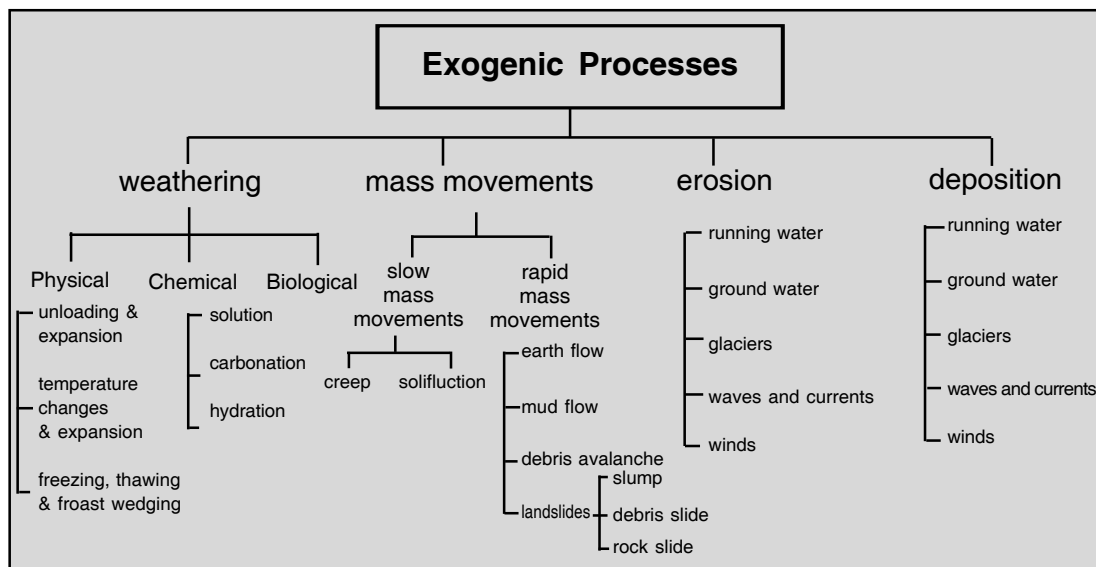 Exogenic Processes
weathering
mass movements
erosion
deposition
Physical
Chemical
Biological
unloading &
expansion
temperature
changes
& expansion
freezing, thawing
& froast wedging
solution
carbonation
hydration
slow
mass
movements
creep
solifluction
rapid
mass
movements
earth flow
mud flow
debris avalanche
landslides
slump
debris slide
rock slide
running water
ground water
glaciers
waves and currents
winds
running water
ground water
glaciers
waves and currents
winds